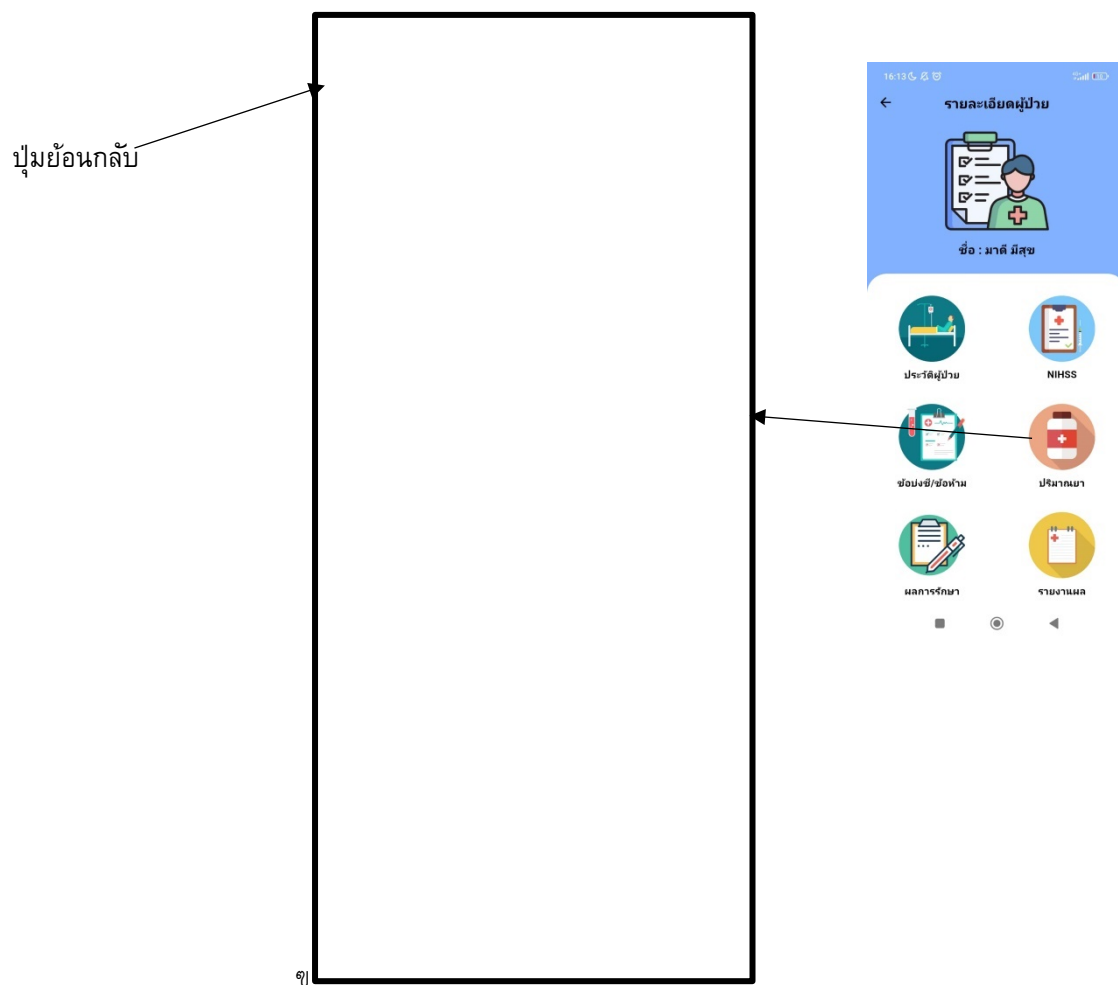 ปุ่มย้อนกลับ
ฃ
16:13
รายละเอียดผู้ป่วย
ชื่อ : มาดี มีสุข
ประวัติผู้ป่วย
NIHSS
ข้อบ่งชี/ข้อห้าม
ปริมาณยา
ผลการรักษา
รายงานผล